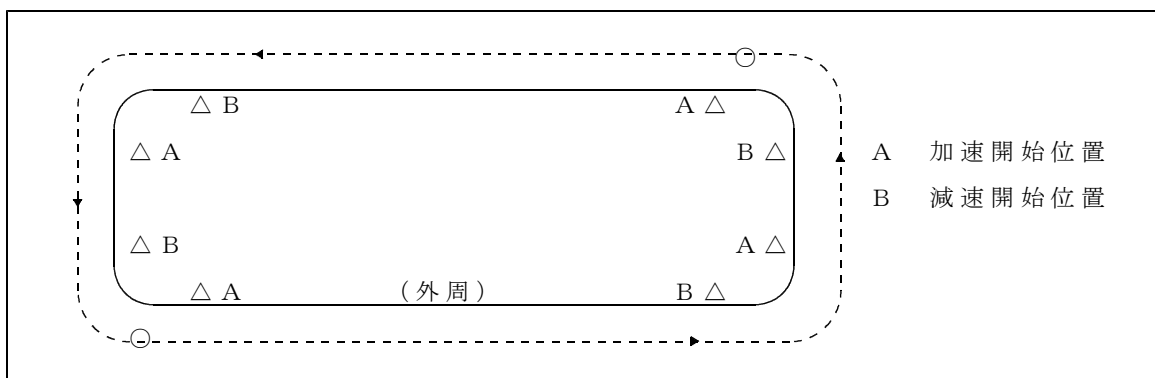 △ B A △
△ A B △
A 加速開始位置
B 減速開始位置
△ B A △
△ A (外周) B △